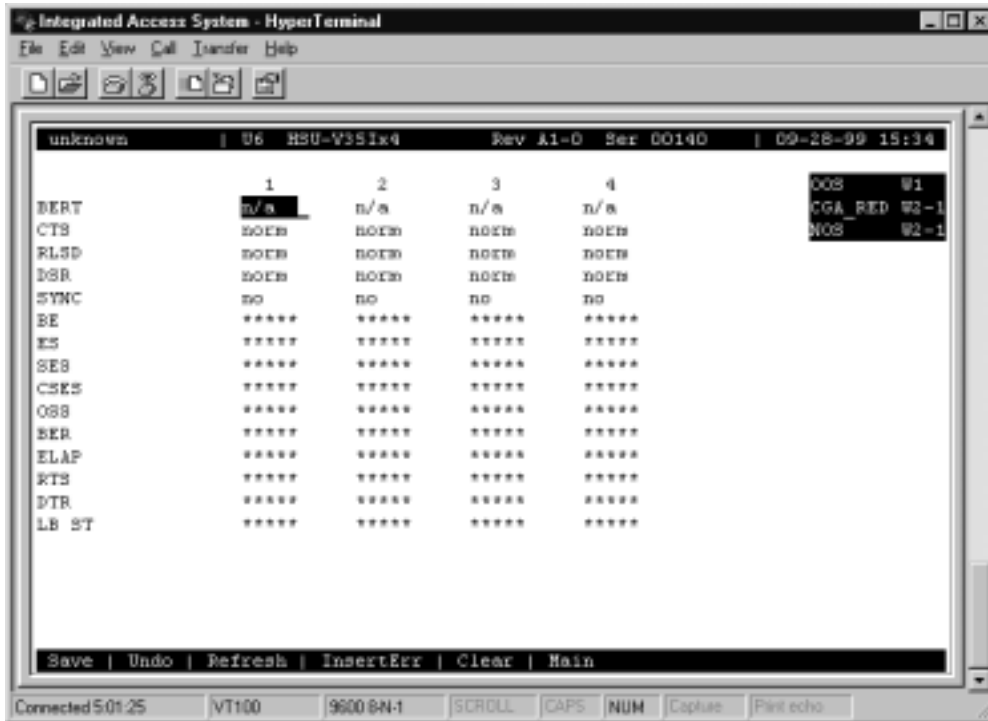 Integrated Access System - HyperTerminal
File Edit View Call Transfer Help
unknown | U6 HSU-V35Ix4 Rev A1-0 Ser 00140 | 09-28-99 15:34
1 2 3 4 OOS W1
BERT n/a n/a n/a n/a CGA_RED W2-1
CTS norm norm norm norm NOS W2-1
RLSD norm norm norm norm
DSR norm norm norm norm
SYNC no no no no
BE ***** ***** ***** *****
ES ***** ***** ***** *****
SES ***** ***** ***** *****
CSES ***** ***** ***** *****
OSS ***** ***** ***** *****
BER ***** ***** ***** *****
ELAP ***** ***** ***** *****
RTS ***** ***** ***** *****
DTR ***** ***** ***** *****
LB ST ***** ***** ***** *****
Save | Undo | Refresh | InsertErr | Clear | Main
Connected 5:01:25 VT100 9600 8-N-1 SCROLL CAPS NUM Capture Print echo